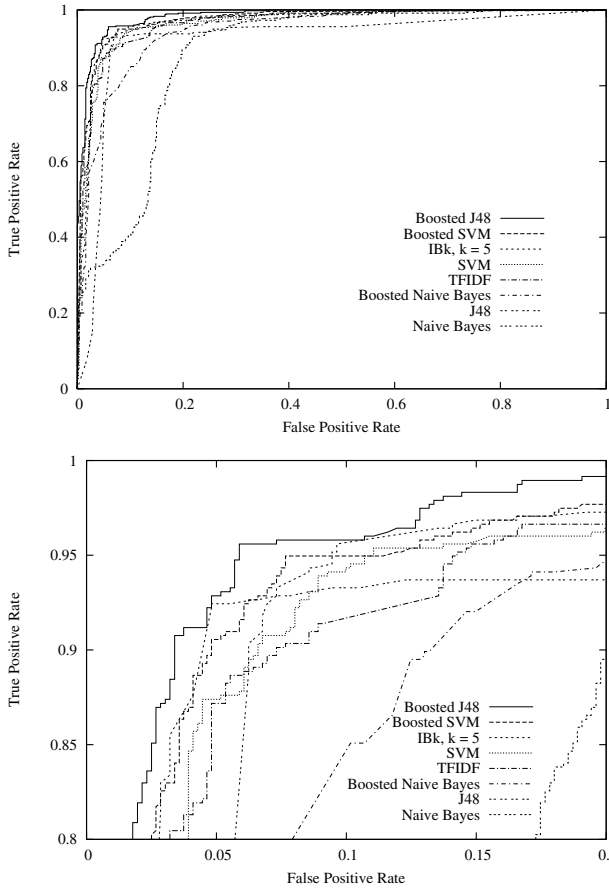 1
0.8
0.6
0.4
0.2
0
True Positive Rate
0
0.2
0.4
0.6
0.8
1
False Positive Rate
Boosted J48
Boosted SVM
IBk, k = 5
SVM
TFIDF
Boosted Naive Bayes
J48
Naive Bayes
1
0.95
0.9
0.85
0.8
True Positive Rate
0
0.05
0.1
0.15
0.
False Positive Rate
Boosted J48
Boosted SVM
IBk, k = 5
SVM
TFIDF
Boosted Naive Bayes
J48
Naive Bayes